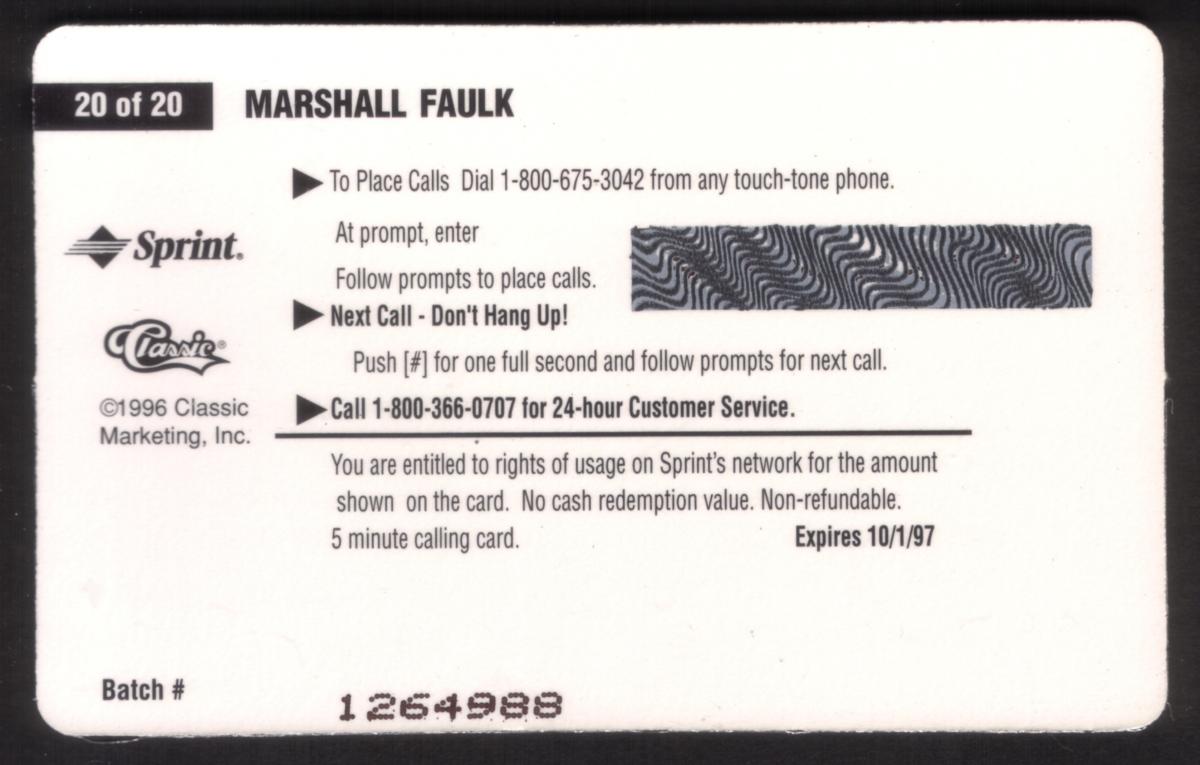 20 of 20 MARSHALL FAULK
To Place Calls Dial 1-800-675-3042 from any touch-tone phone.
At prompt, enter
Sprint.®
Follow prompts to place calls.
Next Call - Don't Hang Up!
Classic®
Push [#] for one full second and follow prompts for next call.
Call 1-800-366-0707 for 24-hour Customer Service.
©1996 Classic
Marketing, Inc.
You are entitled to rights of usage on Sprint's network for the amount
shown on the card. No cash redemption value. Non-refundable.
5 minute calling card. Expires 10/1/97
Batch # 1264988